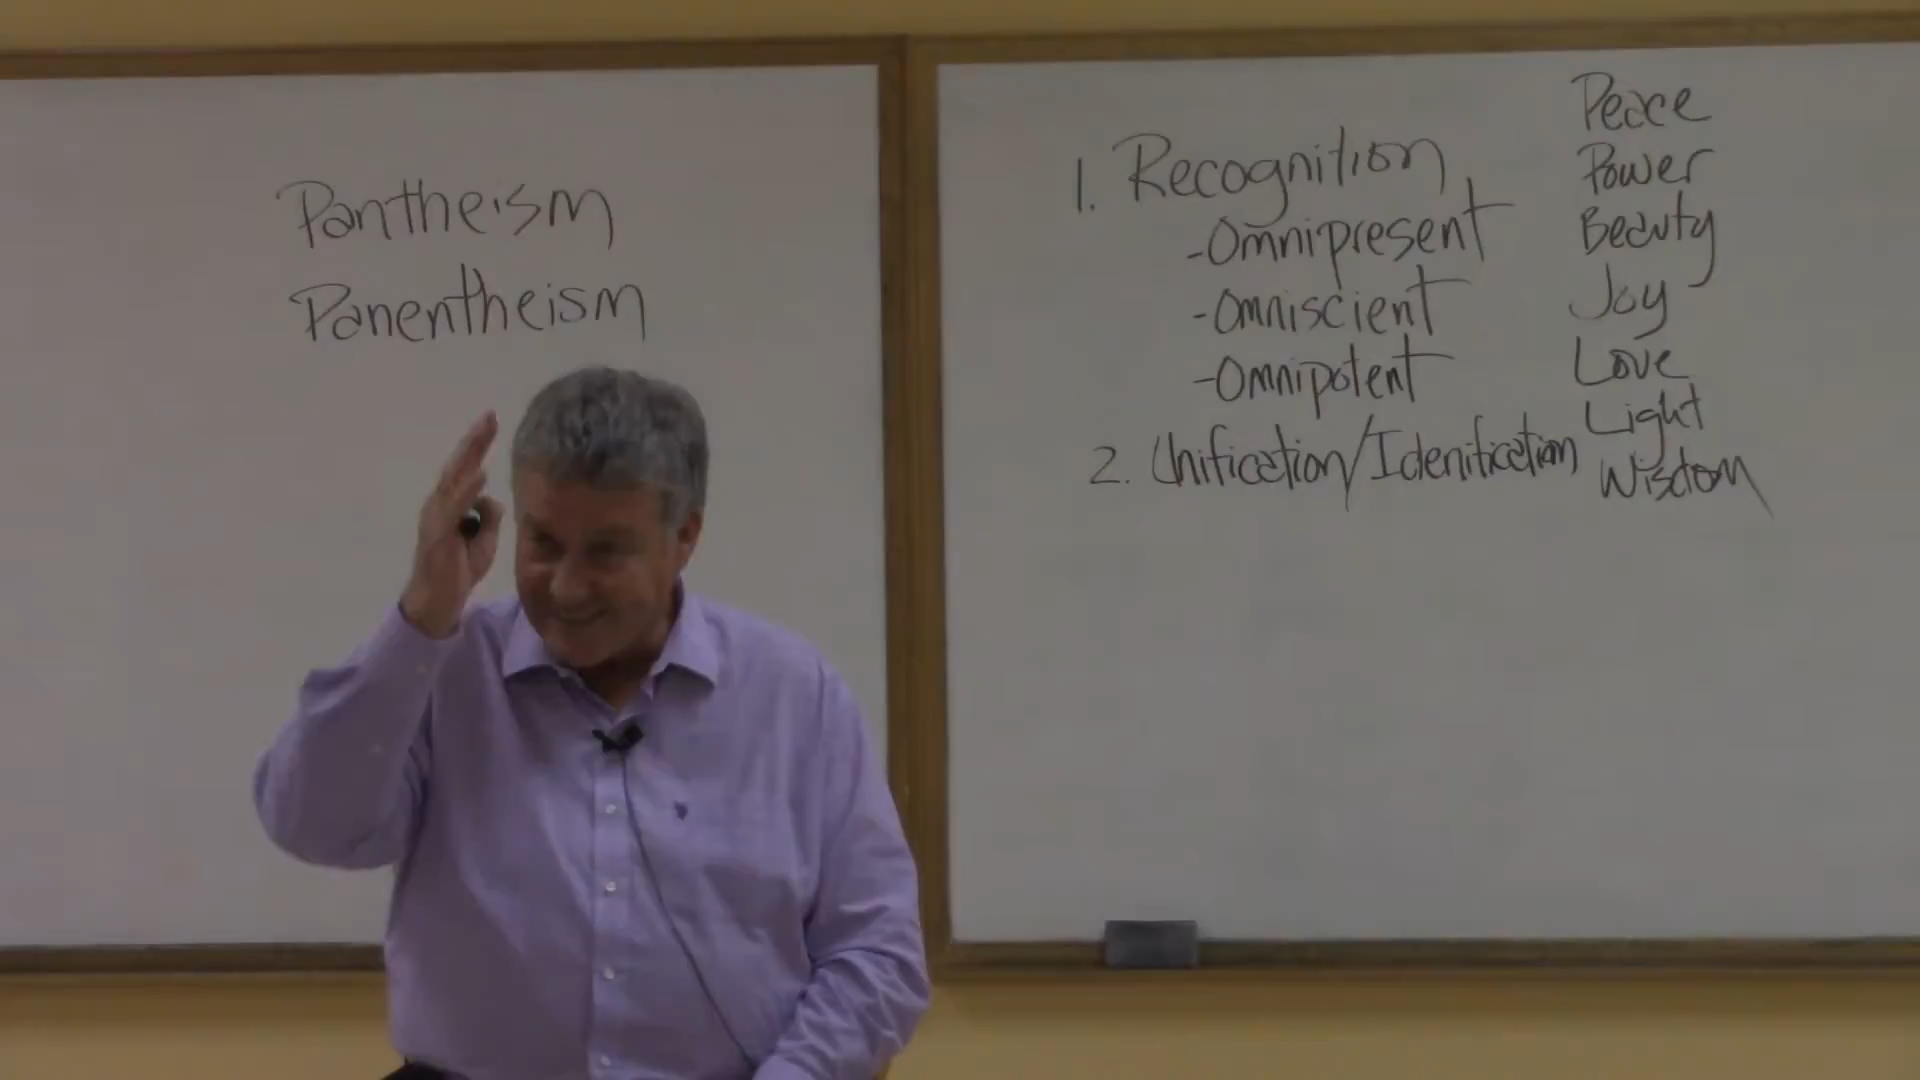 Pantheism
Panentheism
1. Recognition
-Omnipresent
-Omniscient
-Omnipotent
2. Unification/Idenification
Peace
Power
Beauty
Joy
Love
Light
Wisdom